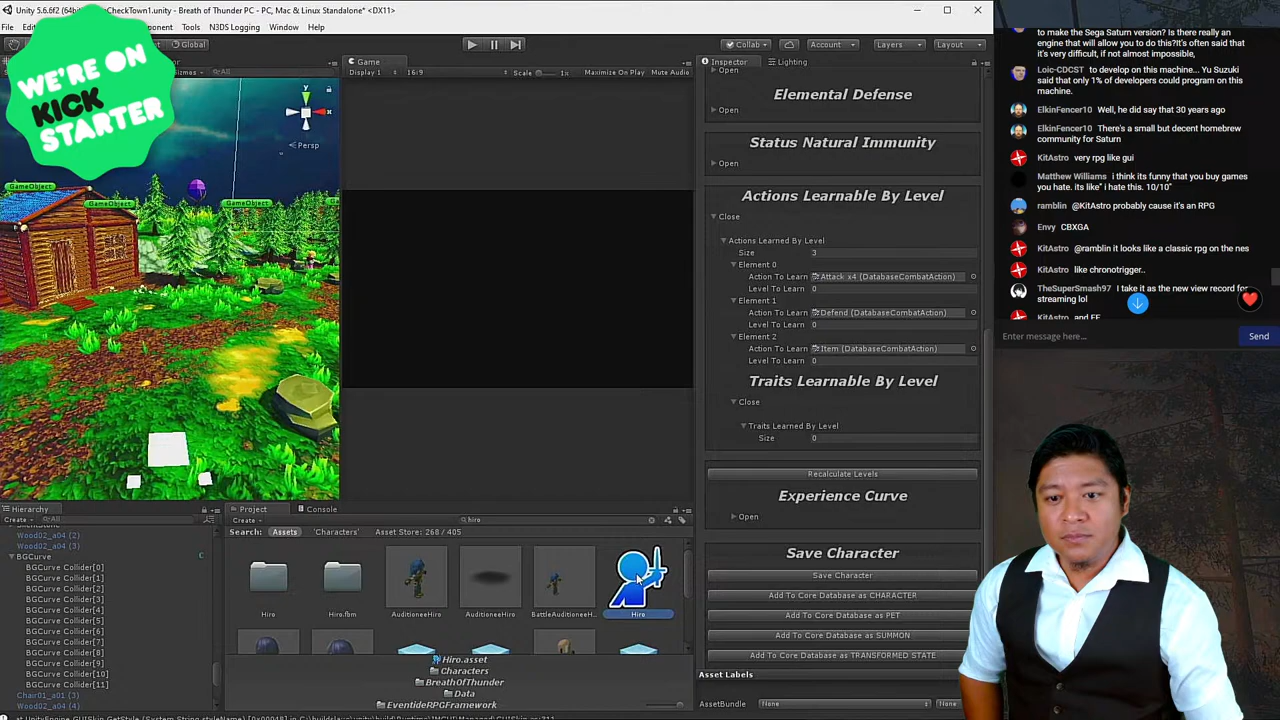 Unity 5.6.6f2
CheckTown1.unity - Breath of Thunder PC - PC, Mac & Linux Standalone* <DX11>
File
Tools
N3DS Logging
Window
Help
Global
Collab
Account
Layers
Layout
WE'RE ON
KICK
STARTER
Gizmos
All
Game
Display 1
16:9
Scale
1x
Maximize On Play
Mute Audio
y
x
Persp
GameObject
GameObject
GameObject
Inspector
Lighting
Open
Elemental Defense
Open
Status Natural Immunity
Open
Actions Learnable By Level
Close
Actions Learned By Level
Size 3
Element 0
Action To Learn Attack x4 (DatabaseCombatAction)
Level To Learn 0
Element 1
Action To Learn Defend (DatabaseCombatAction)
Level To Learn 0
Element 2
Action To Learn Item (DatabaseCombatAction)
Level To Learn 0
Traits Learnable By Level
Close
Traits Learned By Level
Size 0
Recalculate Levels
Experience Curve
Open
Save Character
Save Character
Add To Core Database as CHARACTER
Add To Core Database as PET
Add To Core Database as SUMMON
Add To Core Database as TRANSFORMED STATE
Asset Labels
AssetBundle
None
None
Hierarchy
Create
All
Wood02_a04 (2)
Wood02_a04 (3)
BGCurve
BGCurve Collider[0]
BGCurve Collider[1]
BGCurve Collider[2]
BGCurve Collider[3]
BGCurve Collider[4]
BGCurve Collider[5]
BGCurve Collider[6]
BGCurve Collider[7]
BGCurve Collider[8]
BGCurve Collider[9]
BGCurve Collider[10]
BGCurve Collider[11]
Chair01_a01 (3)
Wood02_a04 (4)
Project
Console
Create
hiro
Search:
Assets
'Characters'
Asset Store: 268 / 405
Hiro
Hiro.fbm
AuditioneeHiro
AuditioneeHiro
BattleAuditioneeH...
Hiro
Hiro.asset
Characters
BreathOfThunder
Data
EventideRPGFramework
to make the Sega Saturn version? Is there really an
engine that will allow you to do this?It's often said that
it's very difficult, if not almost impossible,
Loic-CDCST to develop on this machine... Yu Suzuki
said that only 1% of developers could program on this
machine.
ElkinFencer10 Well, he did say that 30 years ago
ElkinFencer10 There's a small but decent homebrew
community for Saturn
KitAstro very rpg like gui
Matthew Williams i think its funny that you buy games
you hate. its like" i hate this. 10/10"
ramblin @KitAstro probably cause it's an RPG
Envy CBXGA
KitAstro @ramblin it looks like a classic rpg on the nes
KitAstro like chronotrigger..
TheSuperSmash97 I take it as the new view record for
streaming lol
KitAstro and FF
Enter message here...
Send